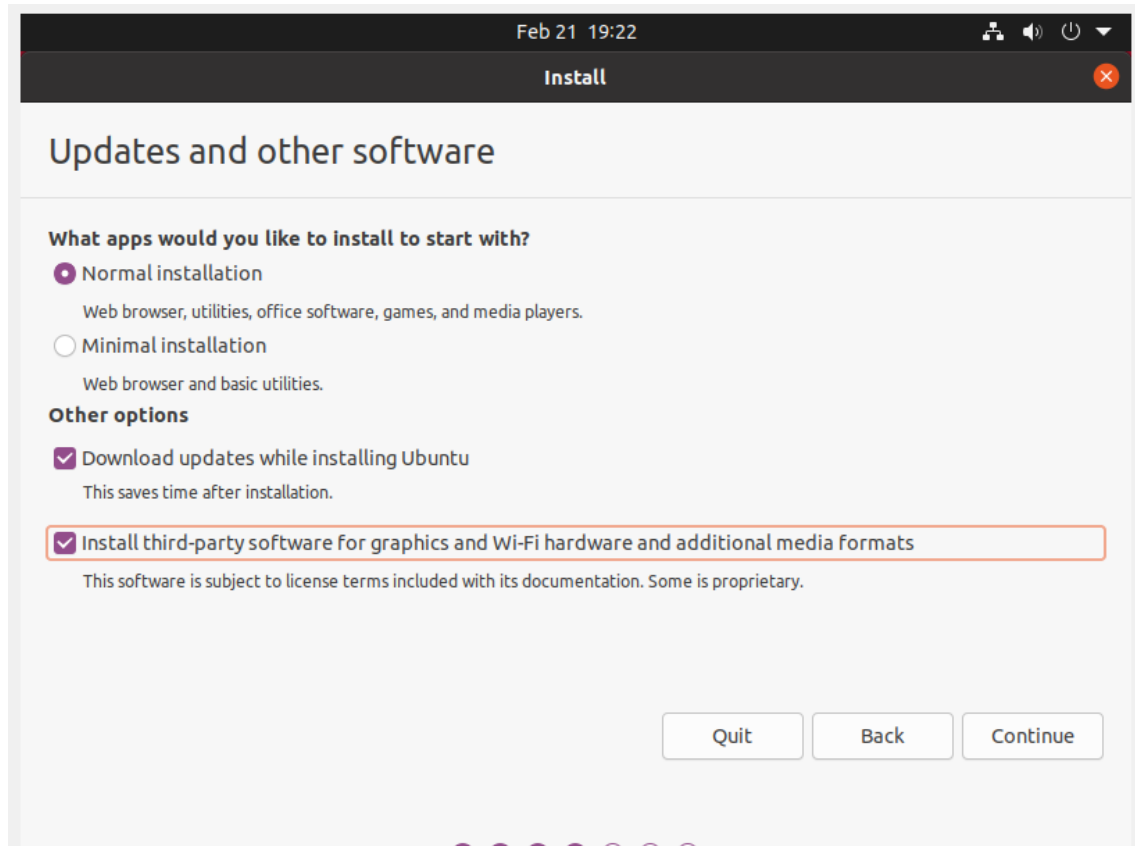 Feb 21 19:22
Install
Updates and other software
What apps would you like to install to start with?
Normal installation
Web browser, utilities, office software, games, and media players.
Minimal installation
Web browser and basic utilities.
Other options
Download updates while installing Ubuntu
This saves time after installation.
Install third-party software for graphics and Wi-Fi hardware and additional media formats
This software is subject to license terms included with its documentation. Some is proprietary.
Quit Back Continue